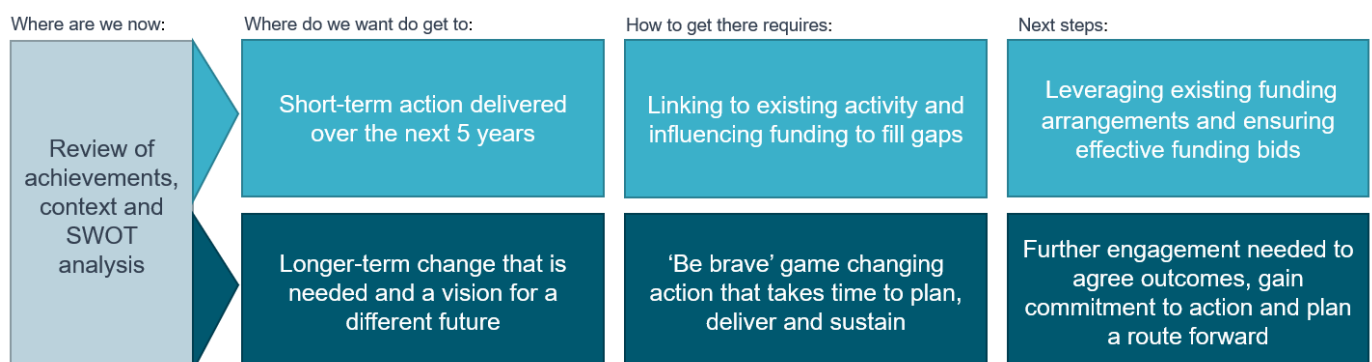 Where are we now:
Where do we want do get to:
How to get there requires:
Next steps:
Review of
achievements,
context and
SWOT
analysis
Short-term action delivered
over the next 5 years
Linking to existing activity and
influencing funding to fill gaps
Leveraging existing funding
arrangements and ensuring
effective funding bids
Longer-term change that is
needed and a vision for a
different future
‘Be brave’ game changing
action that takes time to plan,
deliver and sustain
Further engagement needed to
agree outcomes, gain
commitment to action and plan
a route forward